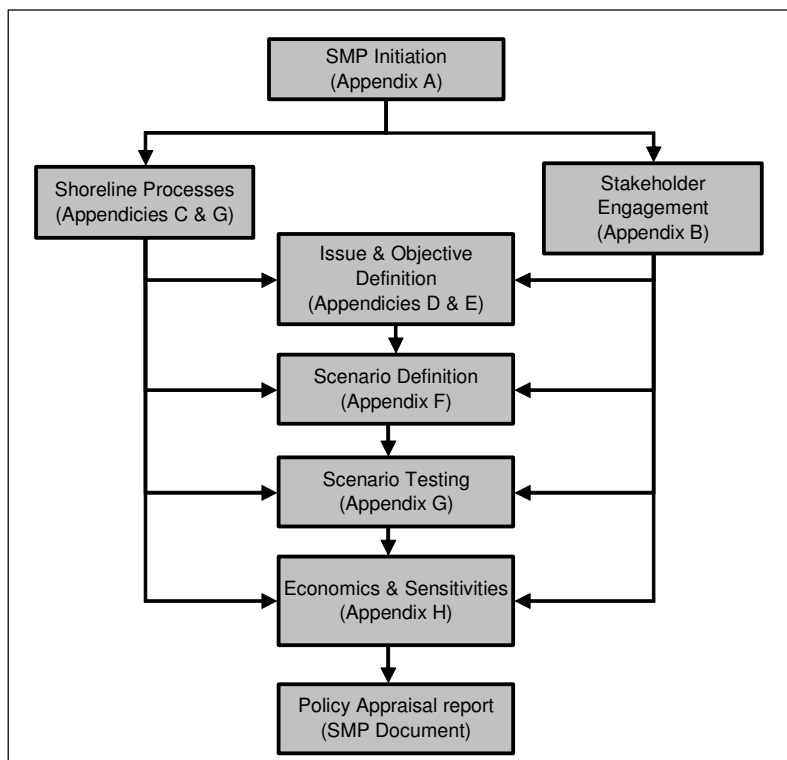 SMP Initiation
(Appendix A)
Shoreline Processes
(Appendicies C & G)
Stakeholder
Engagement
(Appendix B)
Issue & Objective
Definition
(Appendicies D & E)
Scenario Definition
(Appendix F)
Scenario Testing
(Appendix G)
Economics & Sensitivities
(Appendix H)
Policy Appraisal report
(SMP Document)